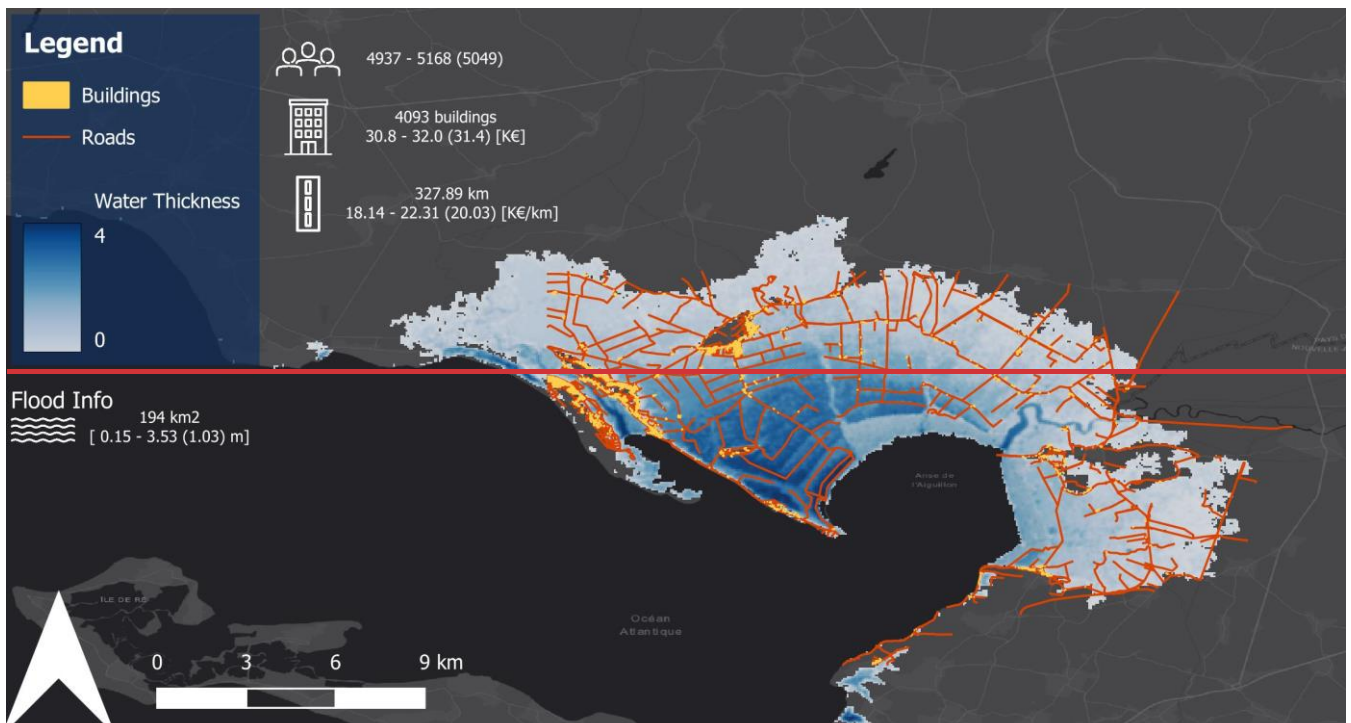 Legend
Buildings
Roads
Water Thickness
4
0
4937 - 5168 (5049)
4093 buildings
30.8 - 32.0 (31.4) [K€]
327.89 km
18.14 - 22.31 (20.03) [K€/km]
Flood Info
194 km2
[ 0.15 - 3.53 (1.03) m]
Anse de
l'Aiguillon
ÎLE DE RÉ
Océan
Atlantique
0 3 6 9 km